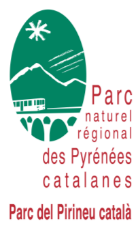 Parc
naturel
régional
des Pyrénées
catalanes
Parc del Pirineu català